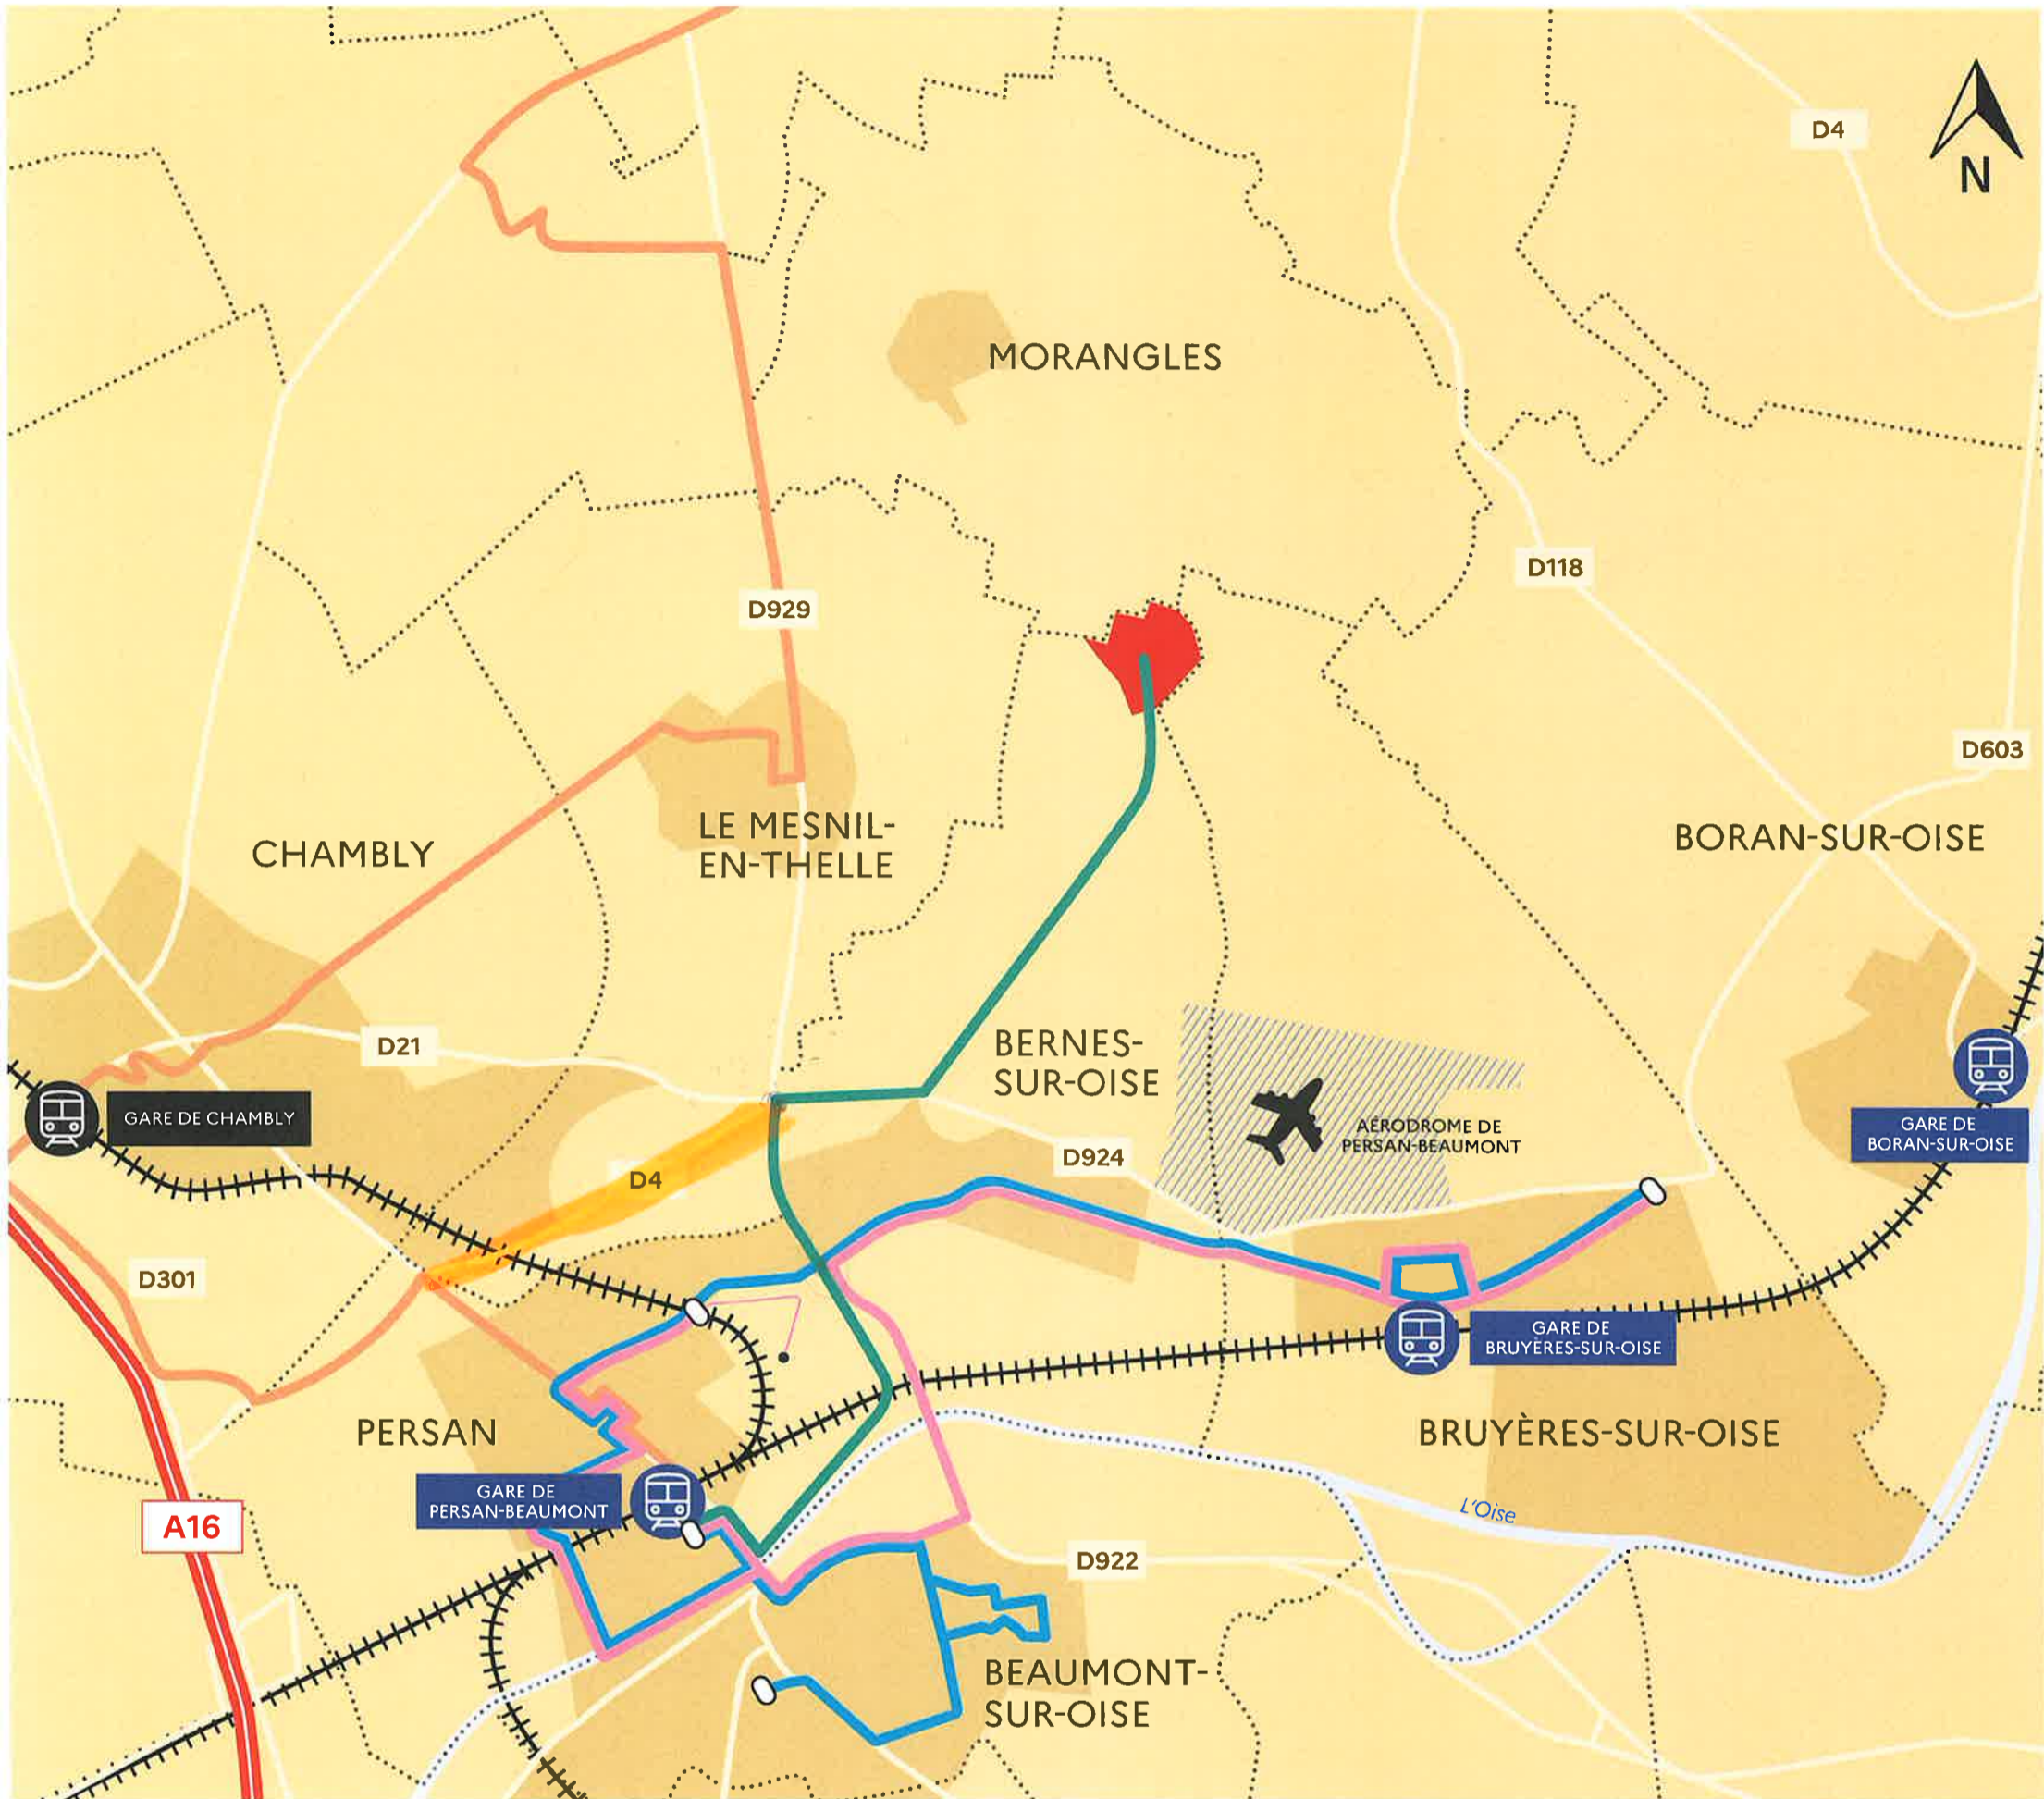 D4
N
MORANGLES
D118
D929
D603
LE MESNIL-
EN-THELLE
CHAMBLY
BORAN-SUR-OISE
D21
BERNES-
SUR-OISE
GARE DE CHAMBLY
AÉRODROME DE
PERSAN-BEAUMONT
GARE DE
BORAN-SUR-OISE
D924
D4
D301
GARE DE
BRUYÈRES-SUR-OISE
PERSAN
BRUYÈRES-SUR-OISE
GARE DE
PERSAN-BEAUMONT
L'Oise
A16
D922
BEAUMONT-
SUR-OISE